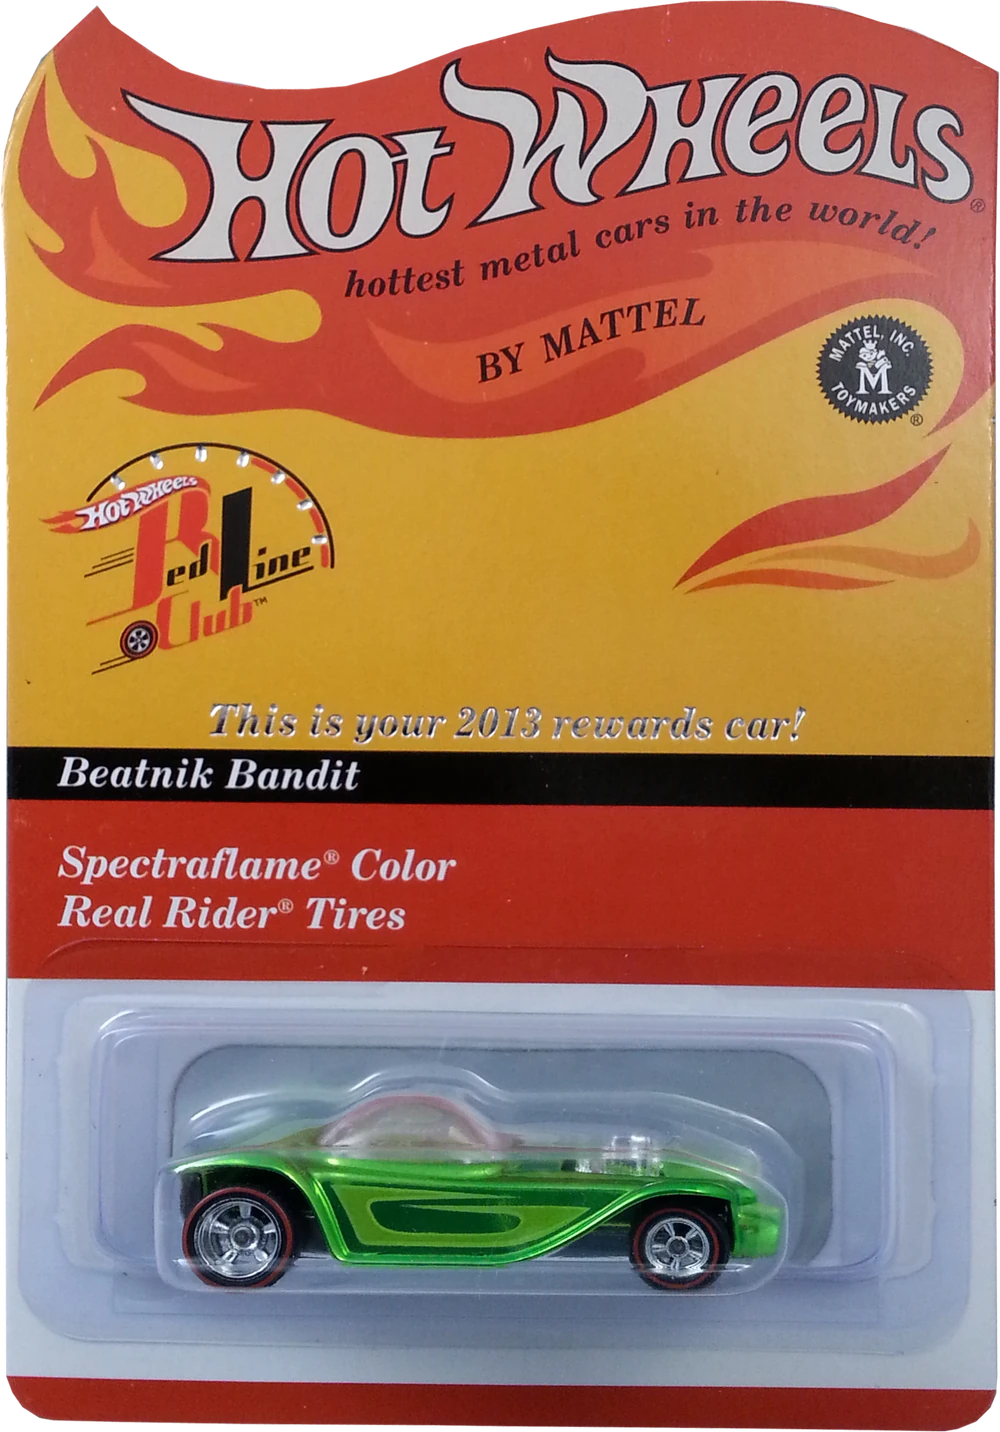 Hot Wheels®
hottest metal cars in the world!
BY MATTEL
MATTEL, INC.
M
TOYMAKERS
®
Hot Wheels
Red Line
Club™
This is your 2013 rewards car!
Beatnik Bandit
Spectraflame® Color
Real Rider® Tires